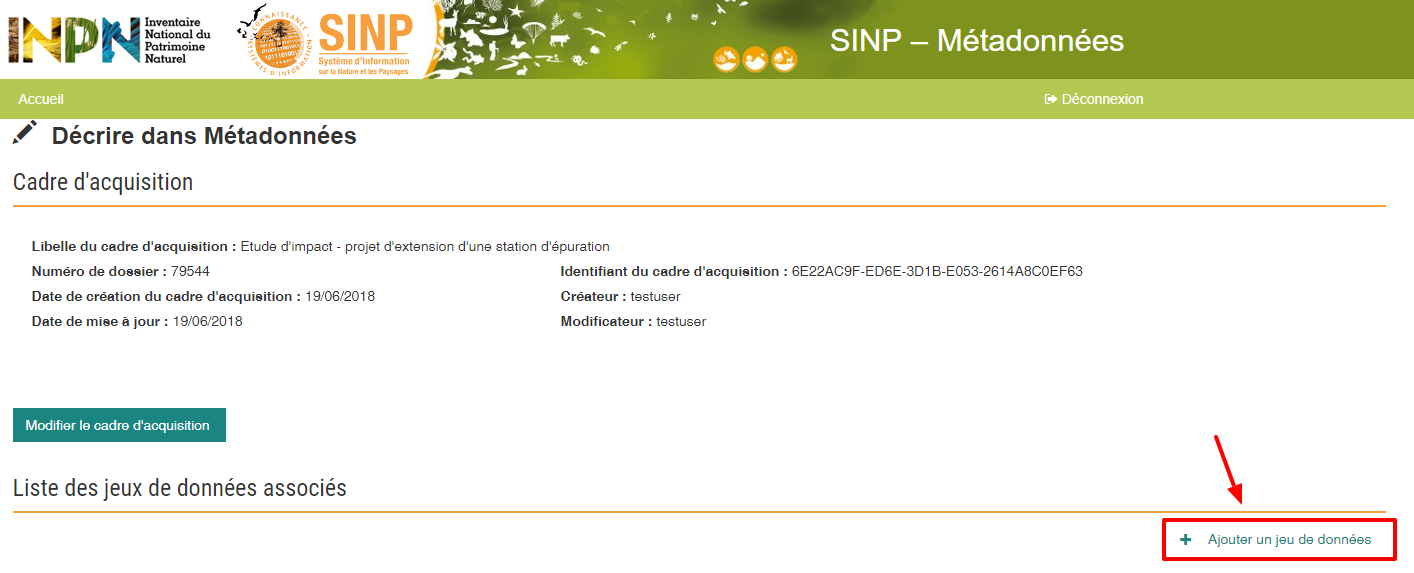 INPN Inventaire
National du
Patrimoine
Naturel
SINP
Système d'Information
sur la Nature et les Paysages
SINP – Métadonnées
Accueil
Déconnexion
Décrire dans Métadonnées
Cadre d'acquisition
Libelle du cadre d'acquisition : Etude d'impact - projet d'extension d'une station d'épuration
Numéro de dossier : 79544
Identifiant du cadre d'acquisition : 6E22AC9F-ED6E-3D1B-E053-2614A8C0EF63
Date de création du cadre d'acquisition : 19/06/2018
Créateur : testuser
Date de mise à jour : 19/06/2018
Modificateur : testuser
Modifier le cadre d'acquisition
Liste des jeux de données associés
+ Ajouter un jeu de données